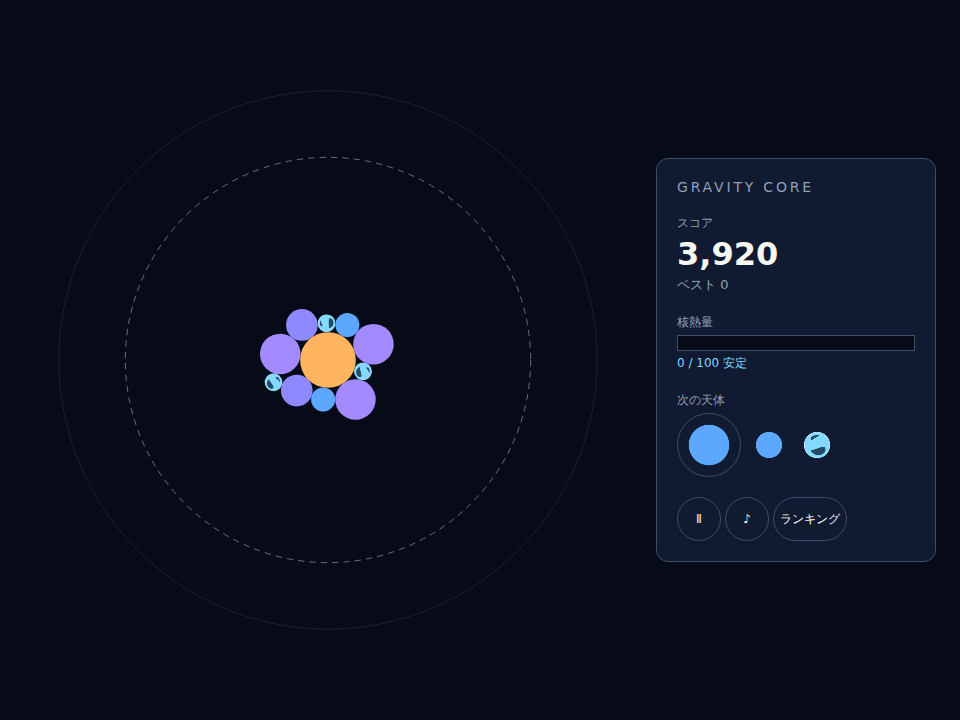 GRAVITY CORE
スコア
3,920
ベスト 0
核熱量
0 / 100 安定
次の天体
Ⅱ
♪
ランキング